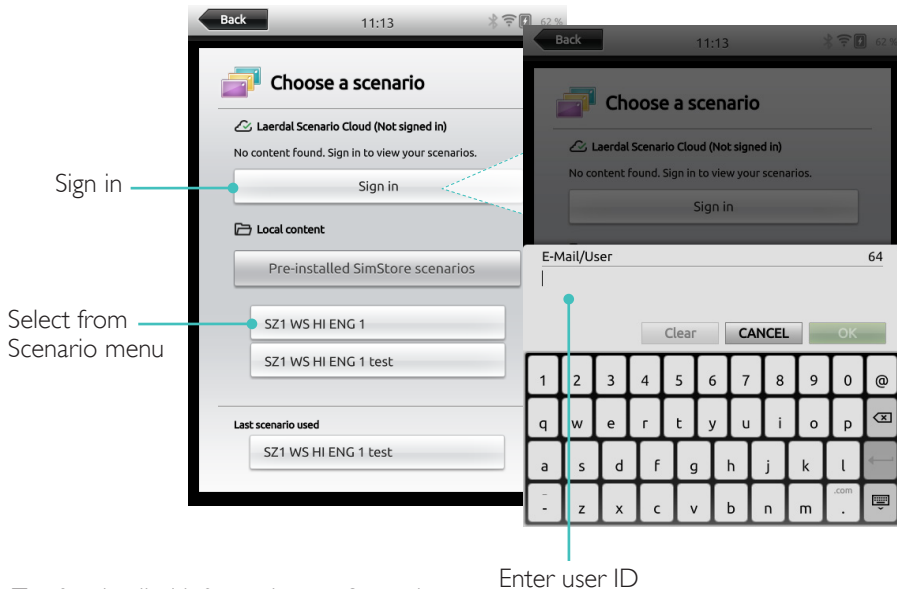 Back
11:13
62 %
Choose a scenario
Laerdal Scenario Cloud (Not signed in)
No content found. Sign in to view your scenarios.
Sign in
Local content
Pre-installed SimStore scenarios
SZ1 WS HI ENG 1
SZ1 WS HI ENG 1 test
Last scenario used
SZ1 WS HI ENG 1 test
Sign in
Select from
Scenario menu
Back
11:13
62 %
Choose a scenario
Laerdal Scenario Cloud (Not signed in)
No content found. Sign in to view your scenarios.
Sign in
E-Mail/User 64
Clear CANCEL OK
1 2 3 4 5 6 7 8 9 0 @
q w e r t y u i o p
a s d f g h j k l
_ - z x c v b n m .com .
Enter user ID